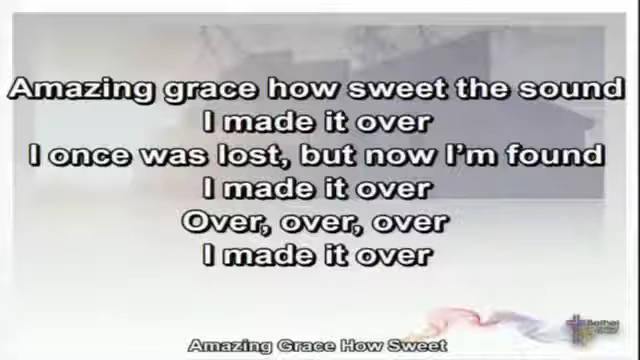 Amazing grace how sweet the sound
I made it over
I once was lost, but now I'm found
I made it over
Over, over, over
I made it over
Amazing Grace How Sweet
Bethel